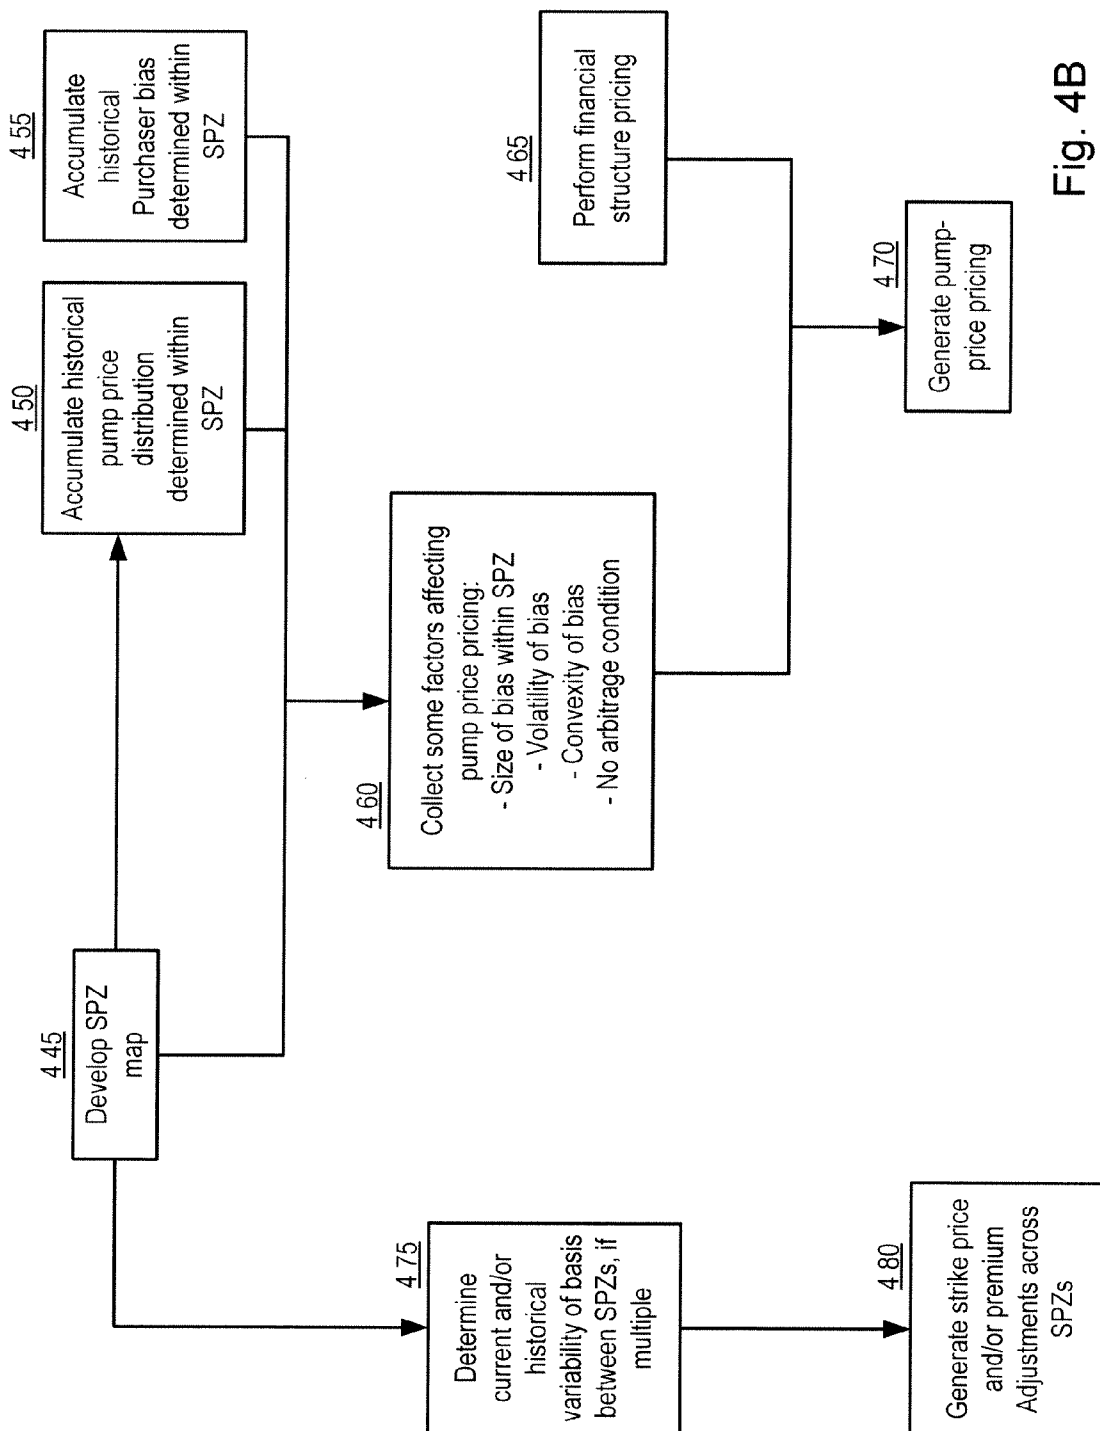 4 45
Develop SPZ
map
4 50
Accumulate historical
pump price
distribution
determined within
SPZ
4 55
Accumulate
historical
Purchaser bias
determined within
SPZ
4 60
Collect some factors affecting
pump price pricing:
- Size of bias within SPZ
- Volatility of bias
- Convexity of bias
- No arbitrage condition
4 65
Perform financial
structure pricing
4 70
Generate pump-
price pricing
4 75
Determine
current and/or
historical
variability of basis
between SPZs, if
multiple
4 80
Generate strike price
and/or premium
Adjustments across
SPZs
Fig. 4B